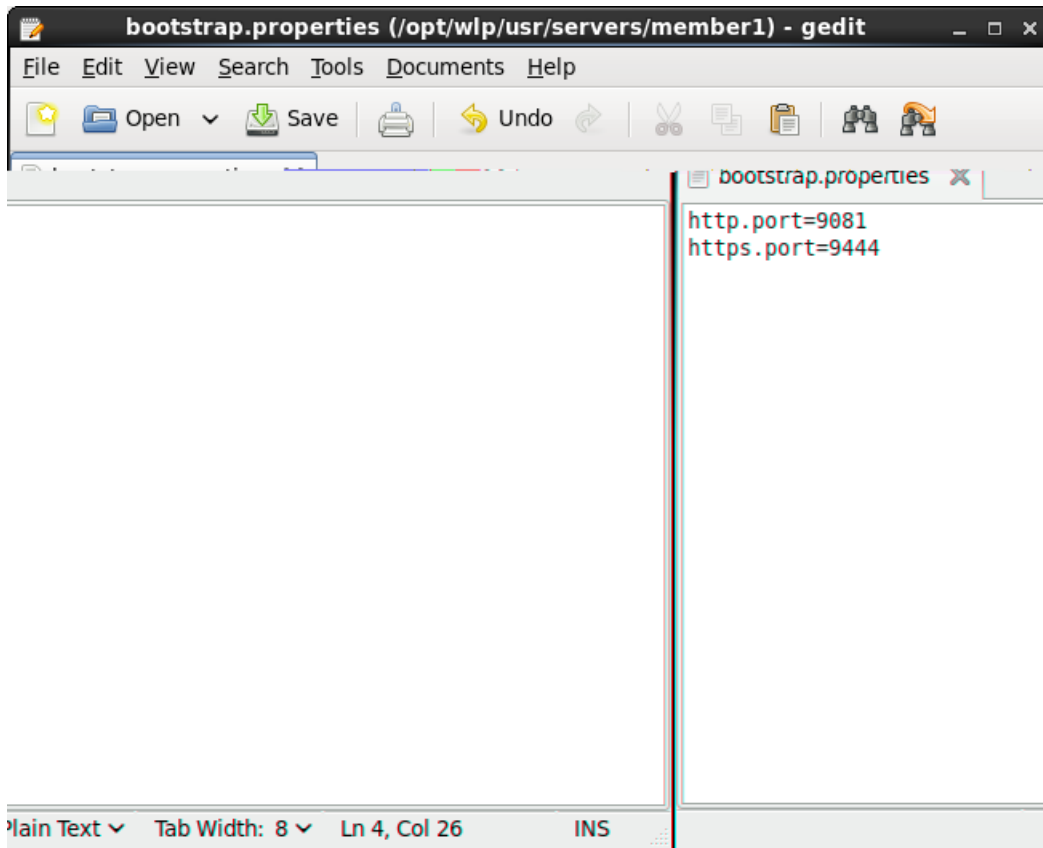 bootstrap.properties (/opt/wlp/usr/servers/member1) - gedit
File Edit View Search Tools Documents Help
Open Save Undo
bootstrap.properties
http.port=9081
https.port=9444
Plain Text Tab Width: 8 Ln 4, Col 26 INS